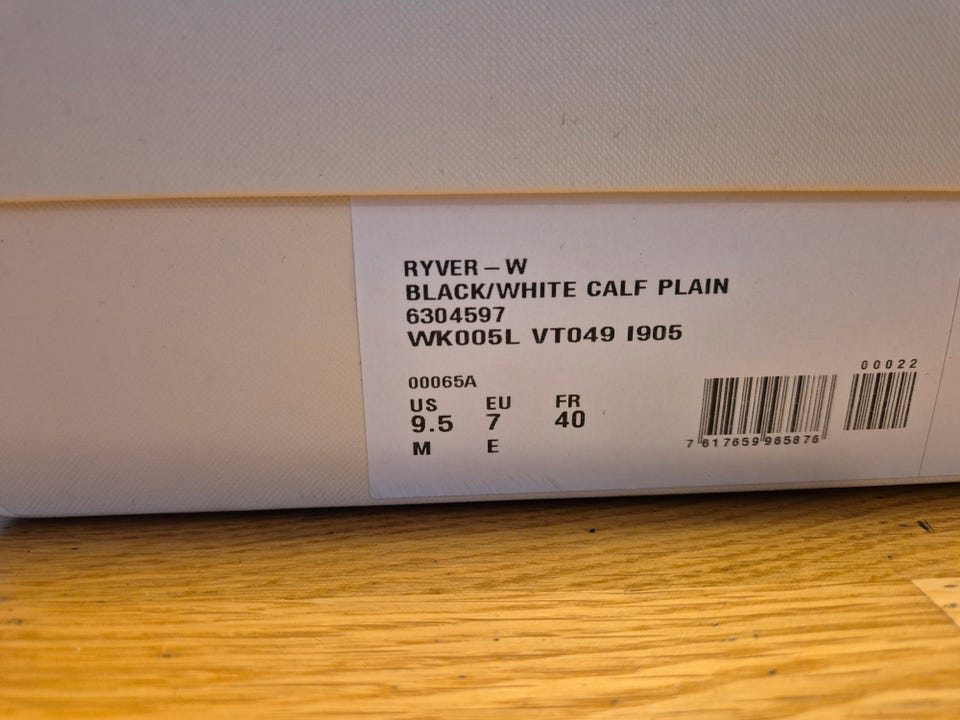 RYVER – W
BLACK/WHITE CALF PLAIN
6304597
WK005L VT049 I905
00065A
US EU FR
9.5 7 40
M E
00022
7 617659 965876